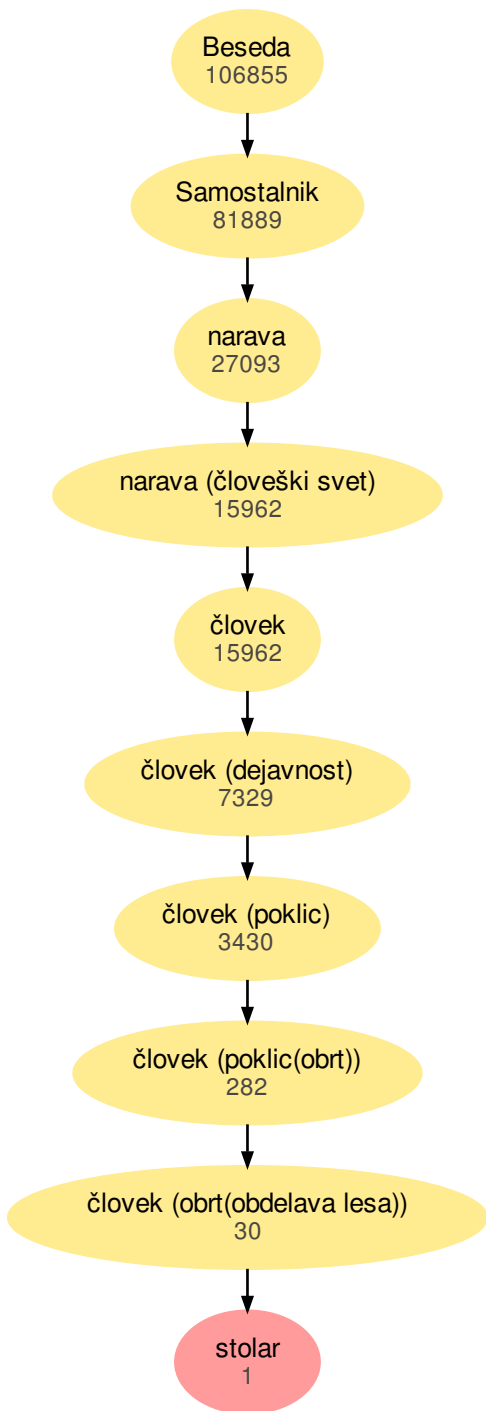 Beseda
106855
Samostalnik
81889
narava
27093
narava (človeški svet)
15962
človek
15962
človek (dejavnost)
7329
človek (poklic)
3430
človek (poklic(obrt))
282
človek (obrt(obdelava lesa))
30
stolar
1